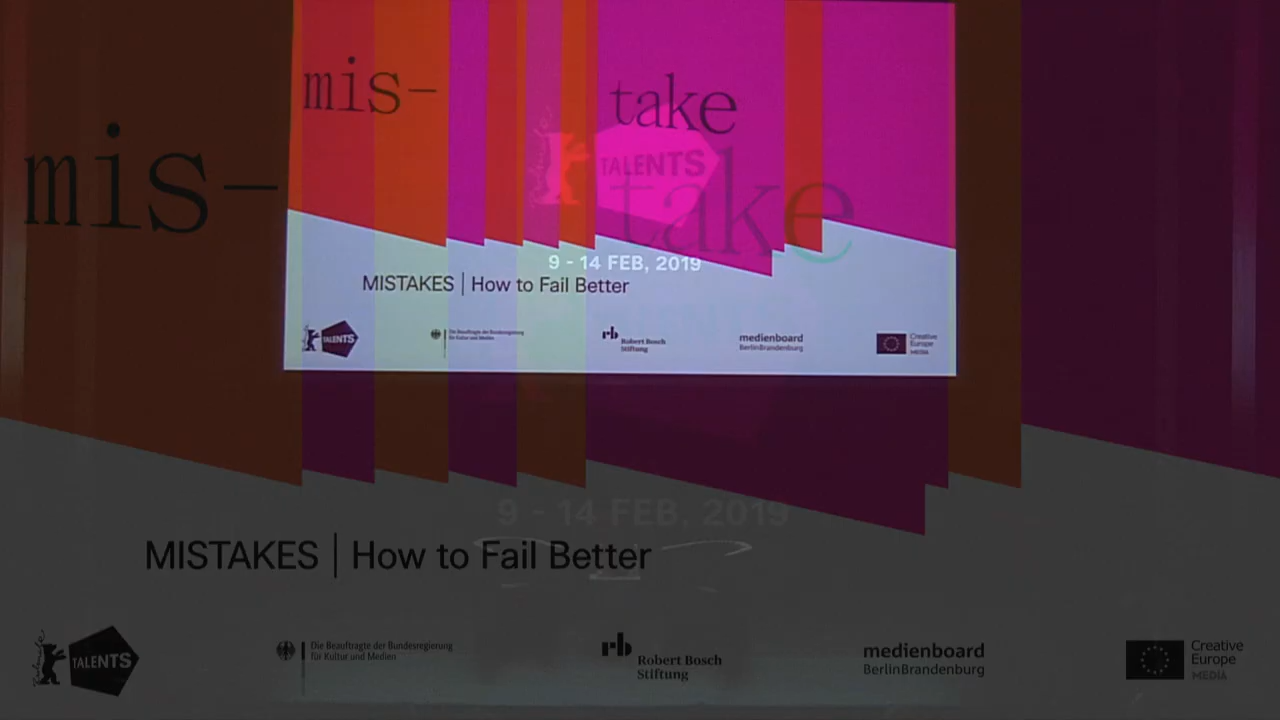 mis-
take
Berlinale
TALENTS
take
mis-
9 - 14 FEB, 2019
MISTAKES | How to Fail Better
TALENTS
Die Beauftragte der Bundesregierung
für Kultur und Medien
Robert Bosch
Stiftung
medienboard
BerlinBrandenburg
Creative
Europe
MEDIA
9 - 14 FEB, 2019
MISTAKES | How to Fail Better
Berlinale
TALENTS
Die Beauftragte der Bundesregierung
für Kultur und Medien
rb
Robert Bosch
Stiftung
medienboard
BerlinBrandenburg
Creative
Europe
MEDIA